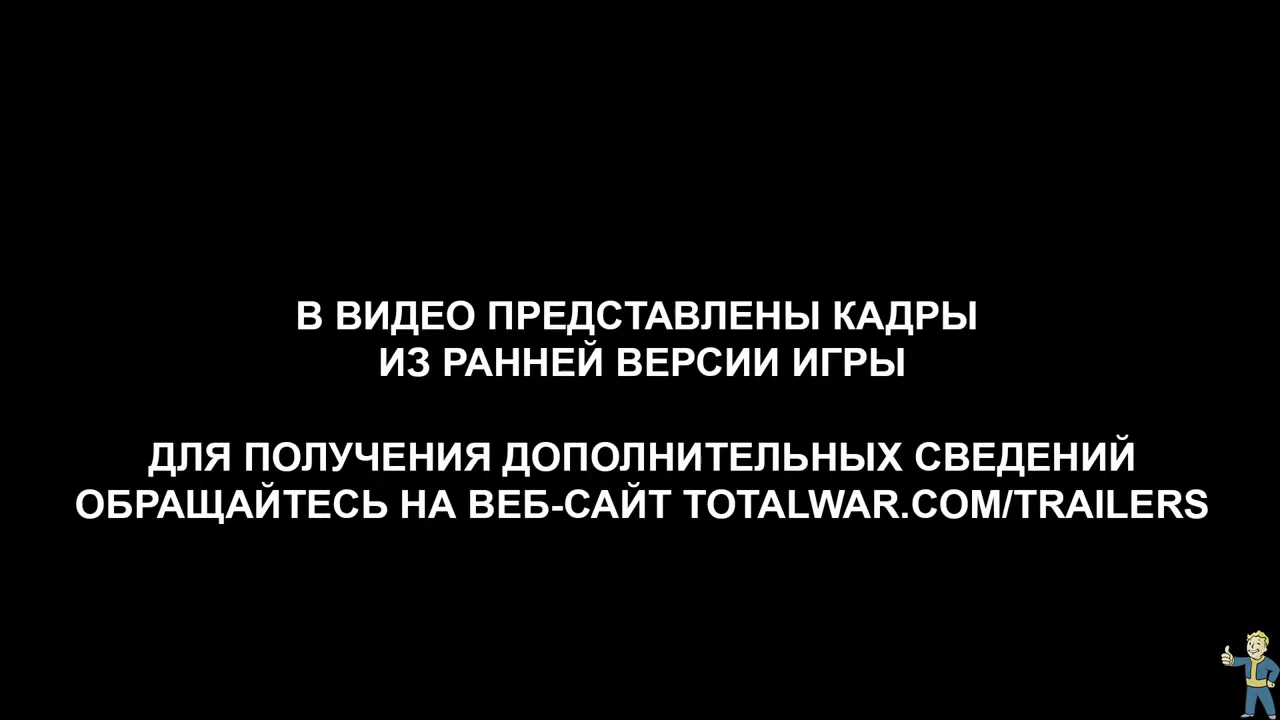 В ВИДЕО ПРЕДСТАВЛЕНЫ КАДРЫ
ИЗ РАННЕЙ ВЕРСИИ ИГРЫ
ДЛЯ ПОЛУЧЕНИЯ ДОПОЛНИТЕЛЬНЫХ СВЕДЕНИЙ
ОБРАЩАЙТЕСЬ НА ВЕБ-САЙТ TOTALWAR.COM/TRAILERS